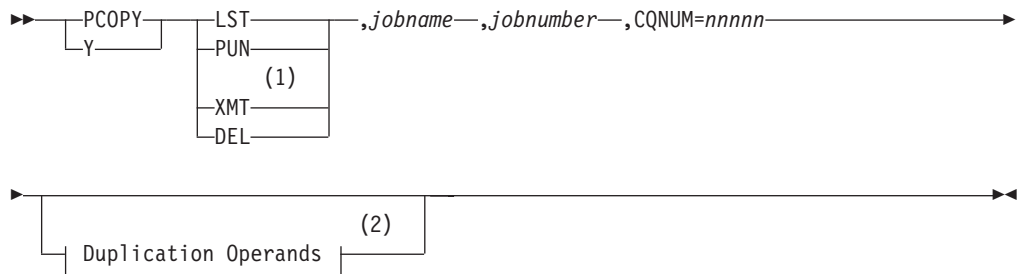 PCOPY LST ,jobname ,jobnumber ,CQNUM=nnnnn
Y PUN
(1)
XMT
DEL
(2)
Duplication Operands